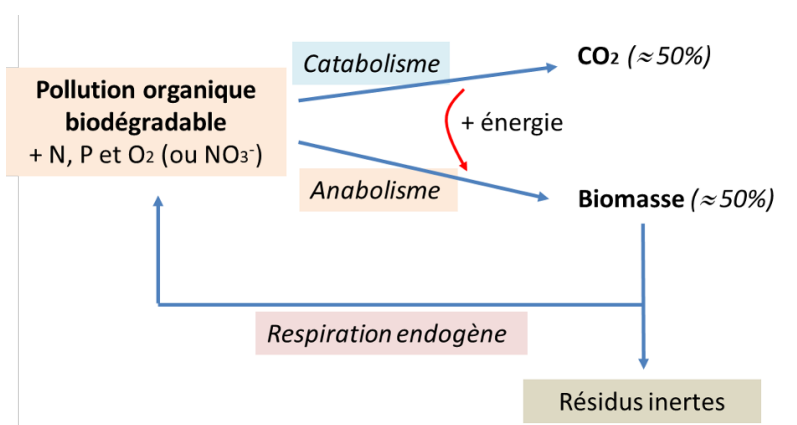 Catabolisme
CO2 (≈50%)
Pollution organique
biodégradable
+ N, P et O2 (ou NO3-)
+ énergie
Anabolisme
Biomasse (≈50%)
Respiration endogène
Résidus inertes